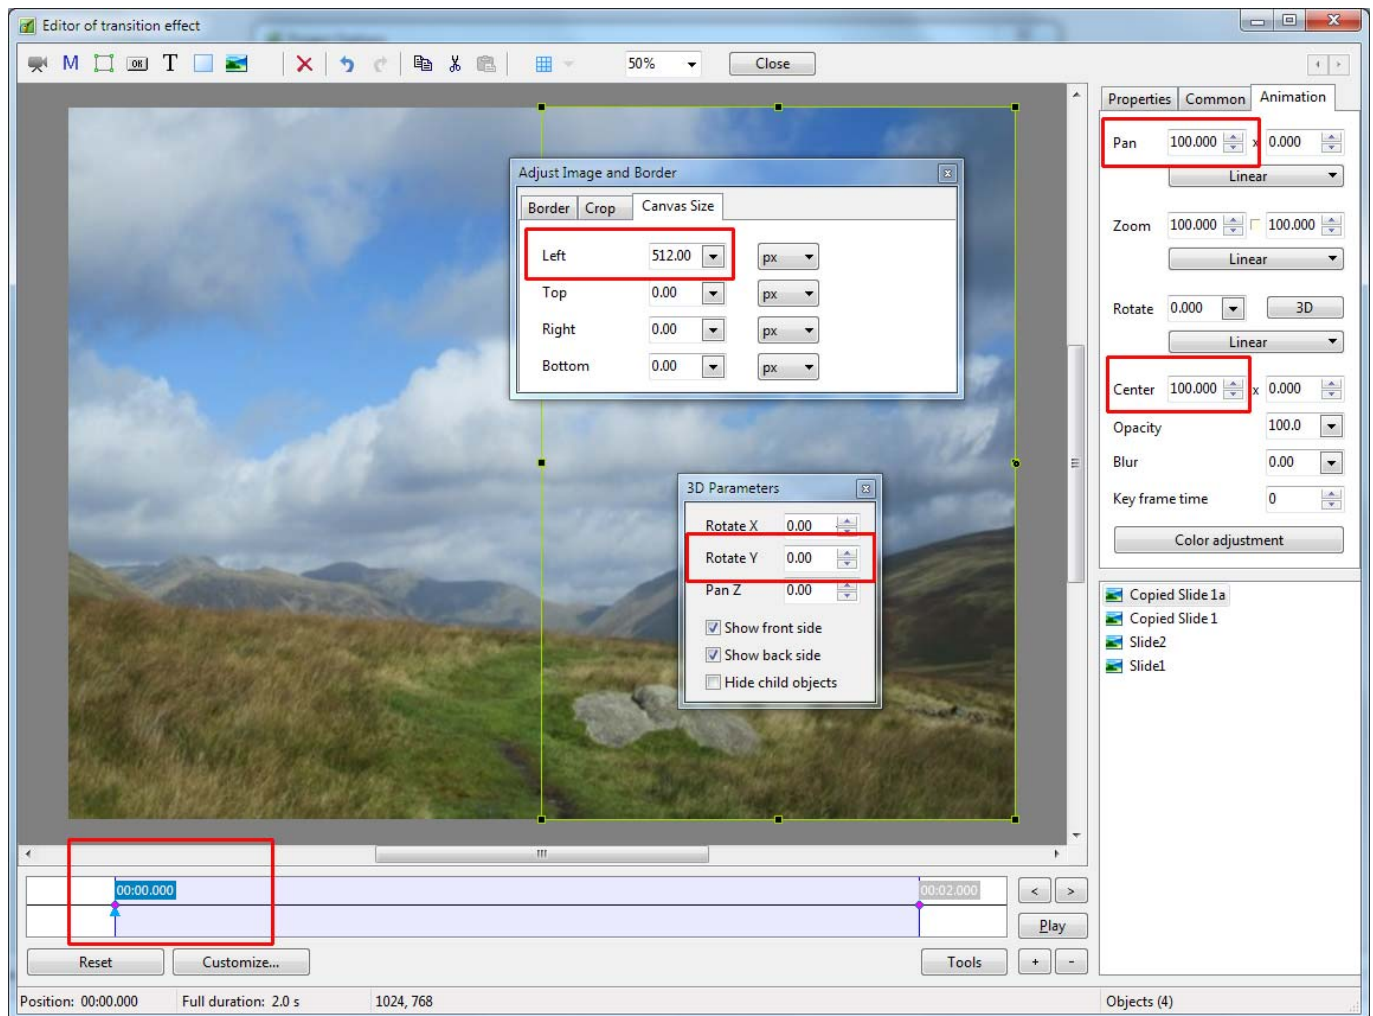 Editor of transition effect
M OK T 50% Close
Properties Common Animation
Pan 100.000 x 0.000
Linear
Zoom 100.000 100.000
Linear
Rotate 0.000 3D
Linear
Center 100.000 x 0.000
Opacity 100.0
Blur 0.00
Key frame time 0
Color adjustment
Adjust Image and Border
Border Crop Canvas Size
Left 512.00 px
Top 0.00 px
Right 0.00 px
Bottom 0.00 px
3D Parameters
Rotate X 0.00
Rotate Y 0.00
Pan Z 0.00
Show front side
Show back side
Hide child objects
Copied Slide 1a
Copied Slide 1
Slide2
Slide1
00:00.000 00:02.000 < >
Play
Reset Customize... Tools + -
Position: 00:00.000 Full duration: 2.0 s 1024, 768 Objects (4)